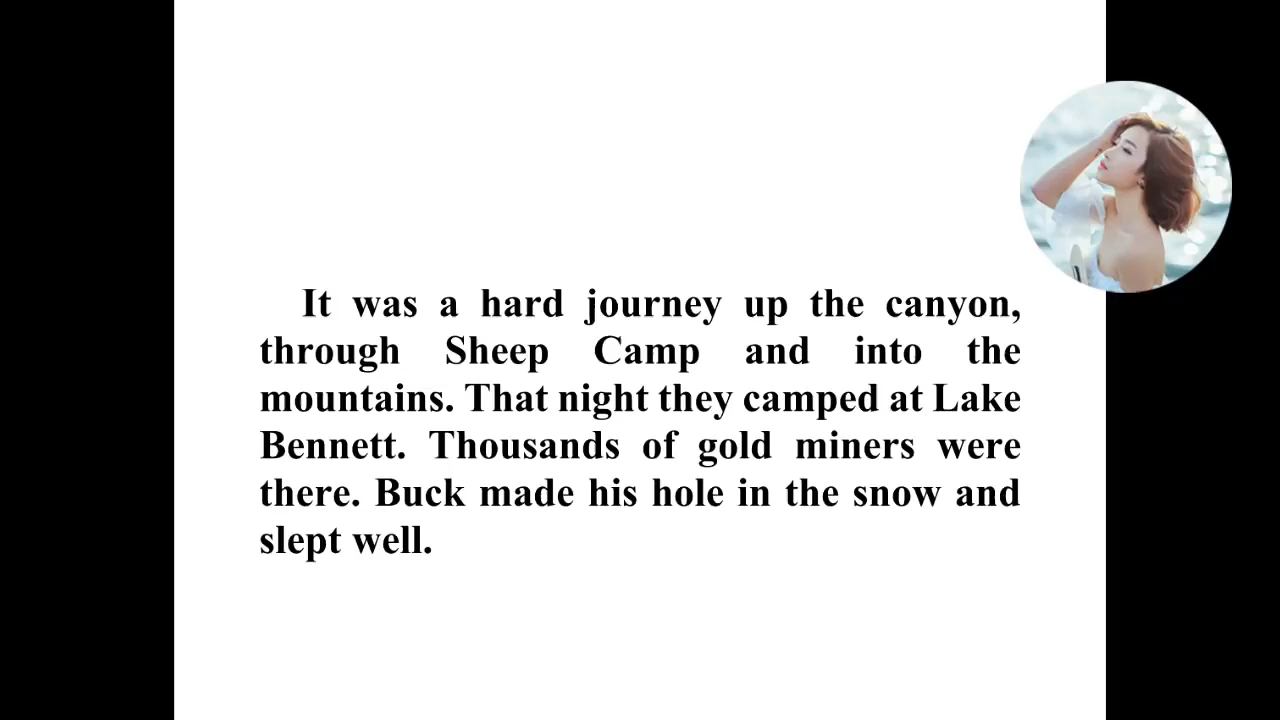 It was a hard journey up the canyon,
through Sheep Camp and into the
mountains. That night they camped at Lake
Bennett. Thousands of gold miners were
there. Buck made his hole in the snow and
slept well.